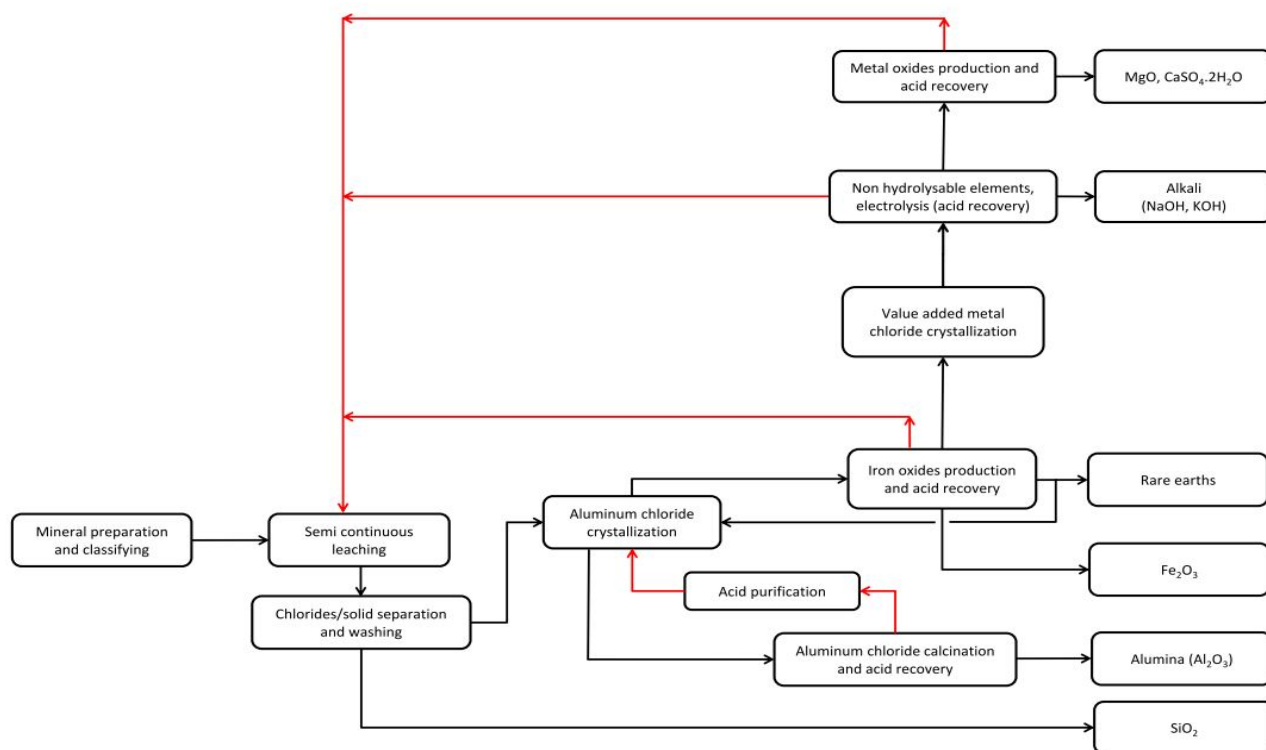 Metal oxides production and
acid recovery
MgO, CaSO₄.2H₂O
Non hydrolysable elements,
electrolysis (acid recovery)
Alkali
(NaOH, KOH)
Value added metal
chloride crystallization
Iron oxides production
and acid recovery
Rare earths
Mineral preparation
and classifying
Semi continuous
leaching
Aluminum chloride
crystallization
Fe₂O₃
Acid purification
Chlorides/solid separation
and washing
Aluminum chloride calcination
and acid recovery
Alumina (Al₂O₃)
SiO₂